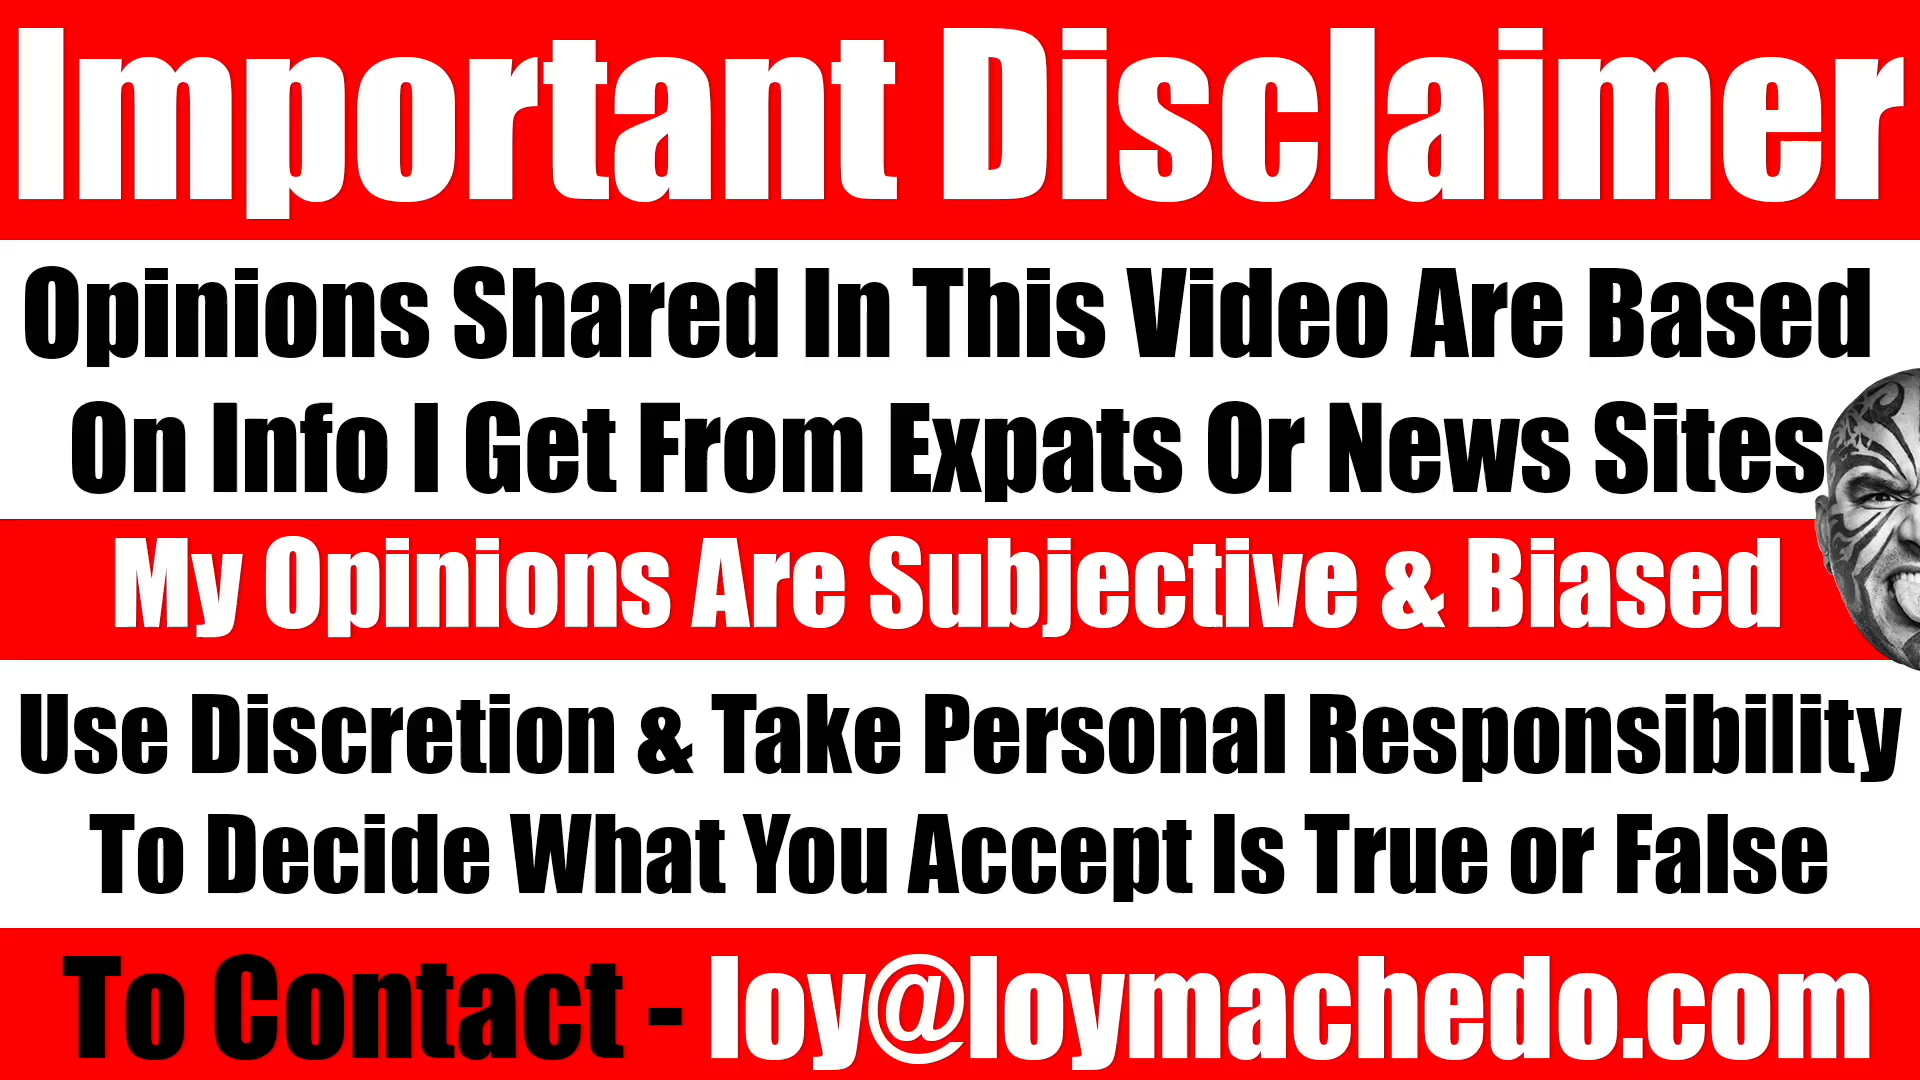 Important Disclaimer
Opinions Shared In This Video Are Based
On Info I Get From Expats Or News Sites
My Opinions Are Subjective & Biased
Use Discretion & Take Personal Responsibility
To Decide What You Accept Is True or False
To Contact - loy@loymachedo.com